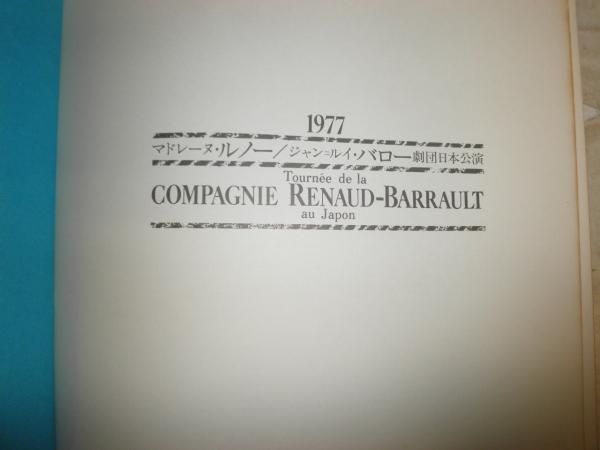 1977
マドレーヌ・ルノー／ジャン=ルイ・バロー劇団日本公演
Tournée de la
COMPAGNIE RENAUD-BARRAULT
au Japon